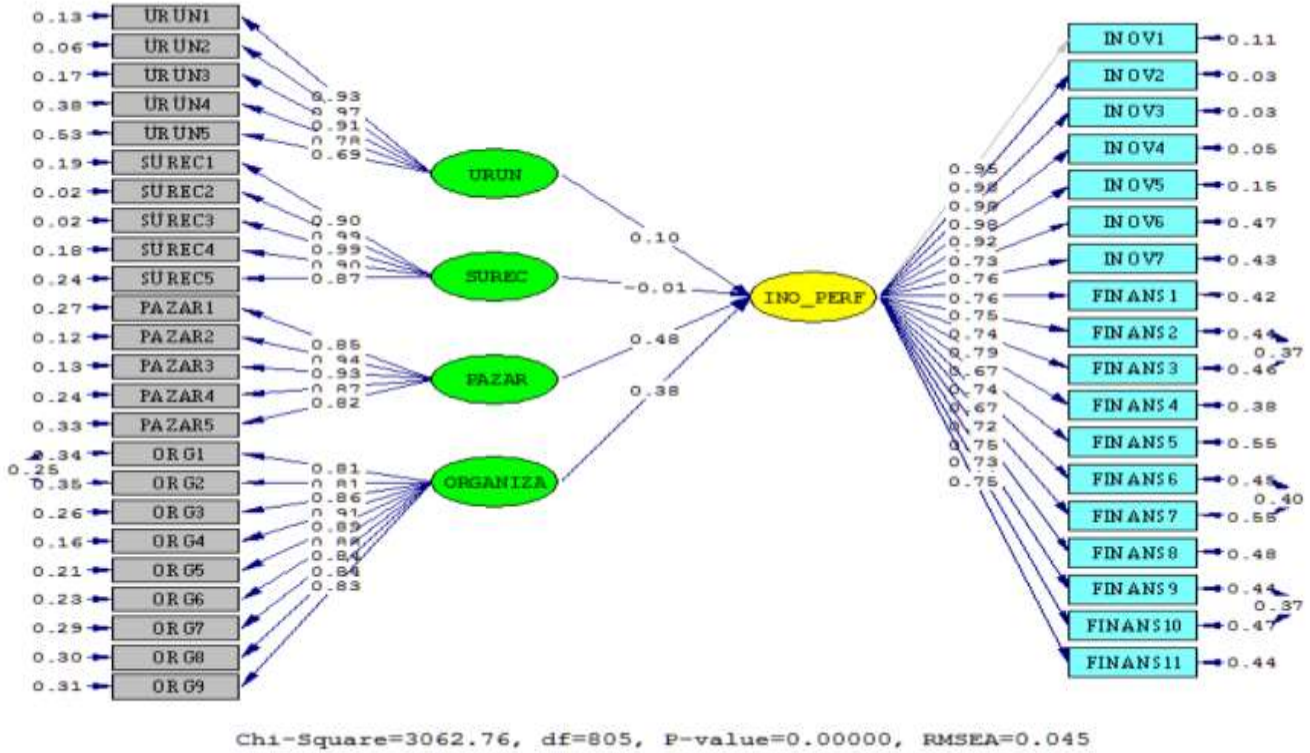 0.13 URUN1
0.06 URUN2
0.17 URUN3
0.38 URUN4
0.53 URUN5
0.19 SUREC1
0.02 SUREC2
0.02 SUREC3
0.18 SUREC4
0.24 SUREC5
0.27 PAZAR1
0.12 PAZAR2
0.13 PAZAR3
0.24 PAZAR4
0.33 PAZAR5
0.34 ORG1
0.25
0.35 ORG2
0.26 ORG3
0.16 ORG4
0.21 ORG5
0.23 ORG6
0.29 ORG7
0.30 ORG8
0.31 ORG9
0.93
0.97
0.91
0.78
0.69
0.90
0.99
0.99
0.90
0.87
0.85
0.94
0.93
0.87
0.82
0.81
0.81
0.86
0.91
0.89
0.84
0.84
0.83
URUN
SUREC
PAZAR
ORGANIZA
0.10
-0.01
0.48
0.38
INO_PERF
0.95
0.98
0.98
0.98
0.92
0.73
0.76
0.76
0.75
0.74
0.79
0.67
0.74
0.67
0.72
0.75
0.73
0.75
INOV1 0.11
INOV2 0.03
INOV3 0.03
INOV4 0.05
INOV5 0.15
INOV6 0.47
INOV7 0.43
FINANS1 0.42
FINANS2 0.44
0.37
FINANS3 0.46
FINANS4 0.38
FINANS5 0.55
FINANS6 0.45
0.40
FINANS7 0.55
FINANS8 0.48
FINANS9 0.44
0.37
FINANS10 0.47
FINANS11 0.44
Chi-Square=3062.76, df=805, P-value=0.00000, RMSEA=0.045